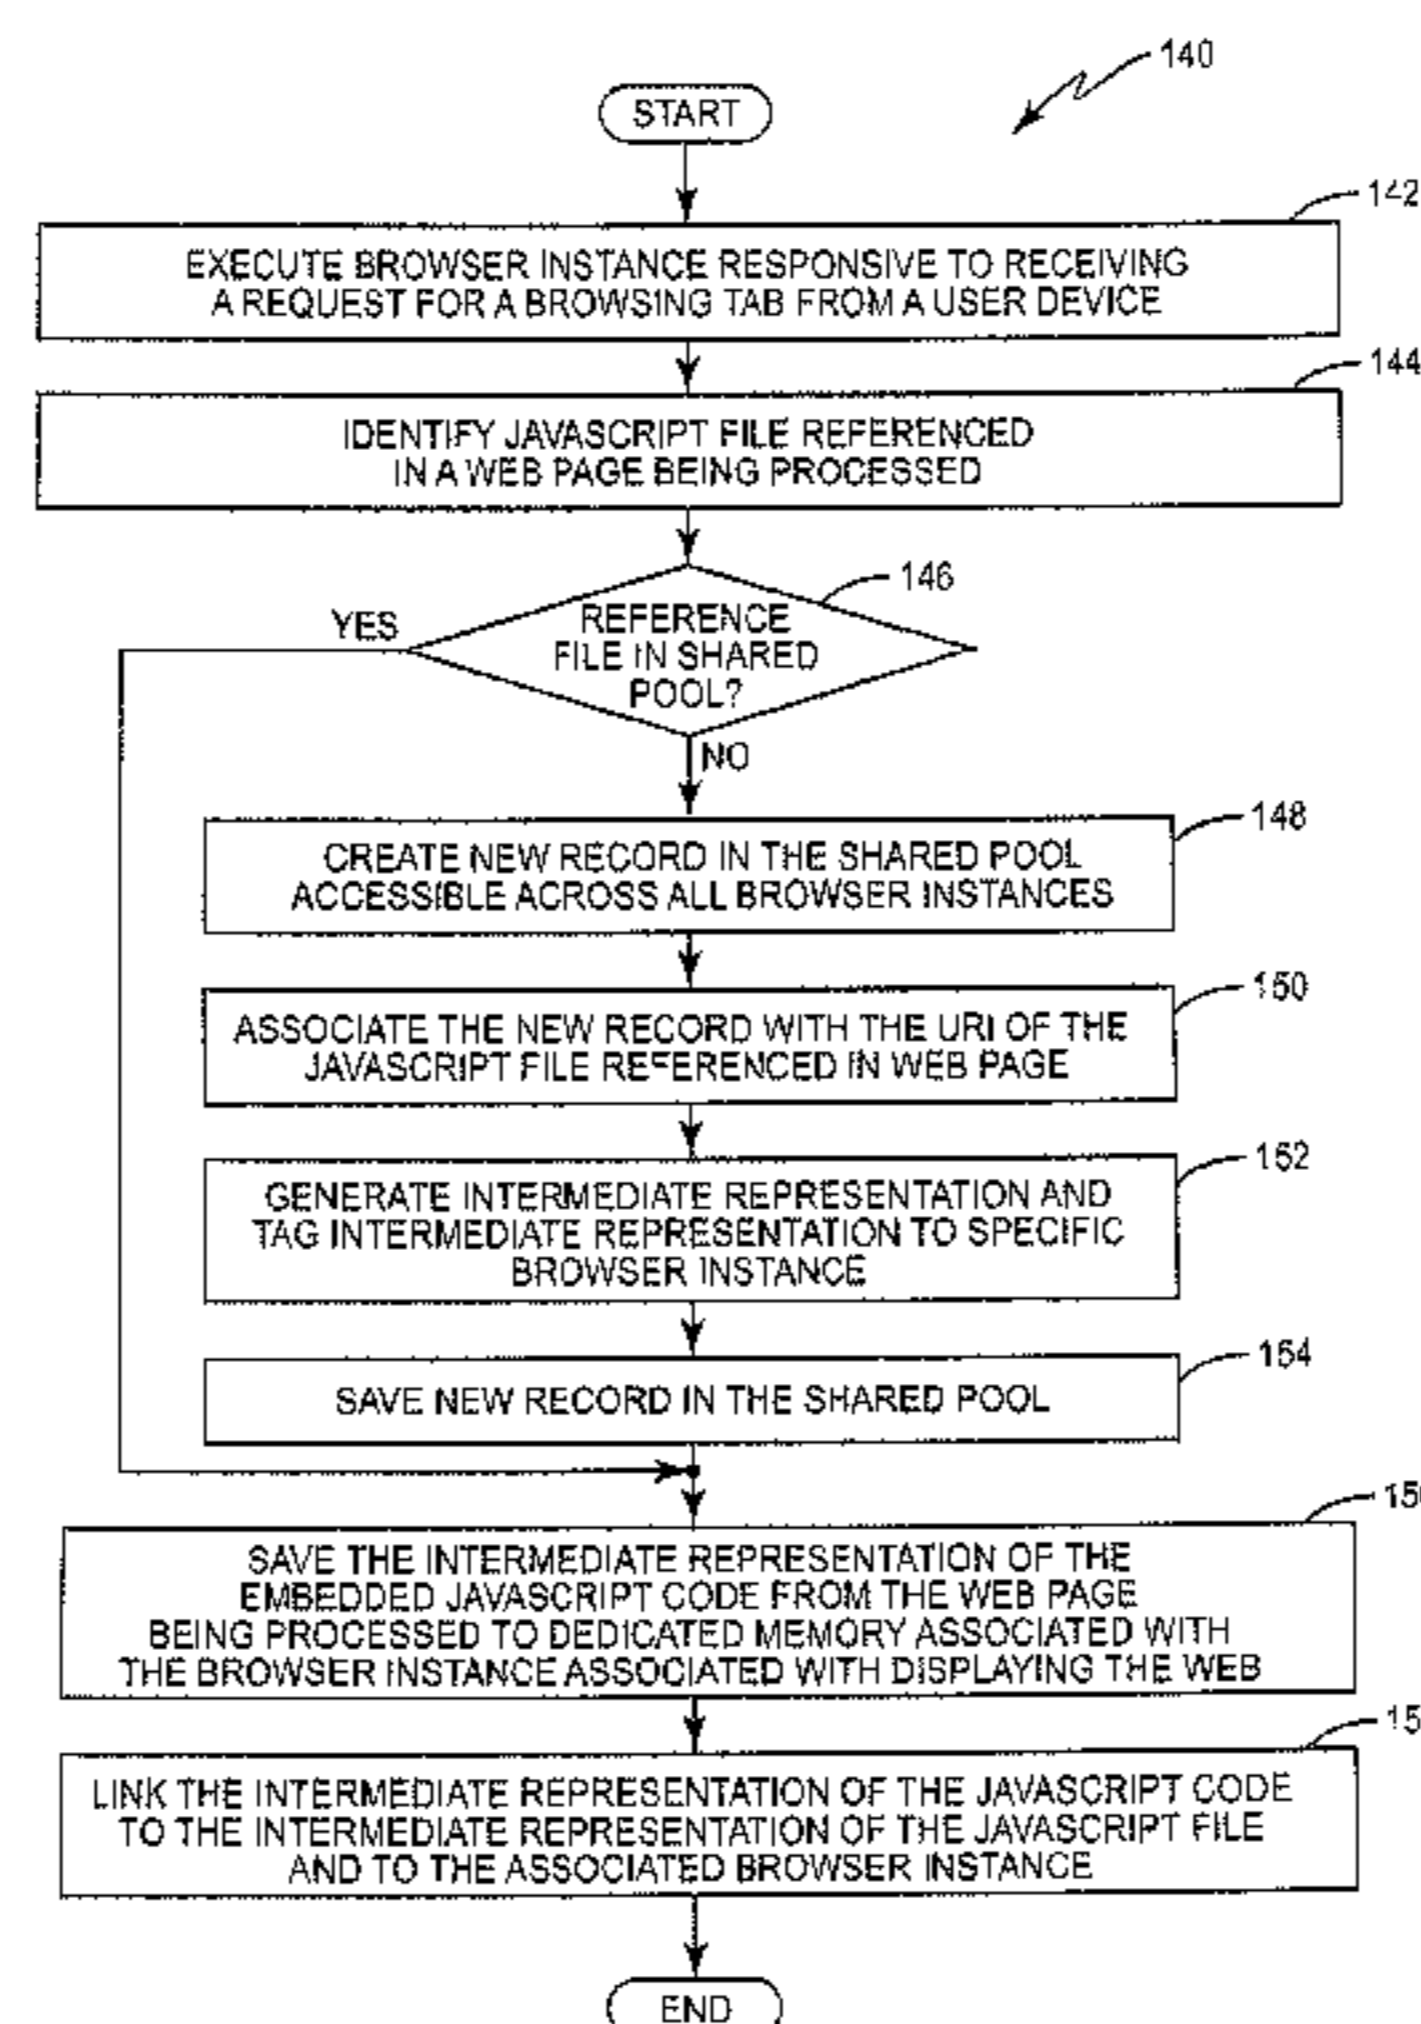 140
START
142
EXECUTE BROWSER INSTANCE RESPONSIVE TO RECEIVING
A REQUEST FOR A BROWSING TAB FROM A USER DEVICE
144
IDENTIFY JAVASCRIPT FILE REFERENCED
IN A WEB PAGE BEING PROCESSED
146
YES
REFERENCE
FILE IN SHARED
POOL?
NO
148
CREATE NEW RECORD IN THE SHARED POOL
ACCESSIBLE ACROSS ALL BROWSER INSTANCES
150
ASSOCIATE THE NEW RECORD WITH THE URI OF THE
JAVASCRIPT FILE REFERENCED IN WEB PAGE
152
GENERATE INTERMEDIATE REPRESENTATION AND
TAG INTERMEDIATE REPRESENTATION TO SPECIFIC
BROWSER INSTANCE
154
SAVE NEW RECORD IN THE SHARED POOL
SAVE THE INTERMEDIATE REPRESENTATION OF THE
EMBEDDED JAVASCRIPT CODE FROM THE WEB PAGE
BEING PROCESSED TO DEDICATED MEMORY ASSOCIATED WITH
THE BROWSER INSTANCE ASSOCIATED WITH DISPLAYING THE WEB
LINK THE INTERMEDIATE REPRESENTATION OF THE JAVASCRIPT CODE
TO THE INTERMEDIATE REPRESENTATION OF THE JAVASCRIPT FILE
AND TO THE ASSOCIATED BROWSER INSTANCE
END